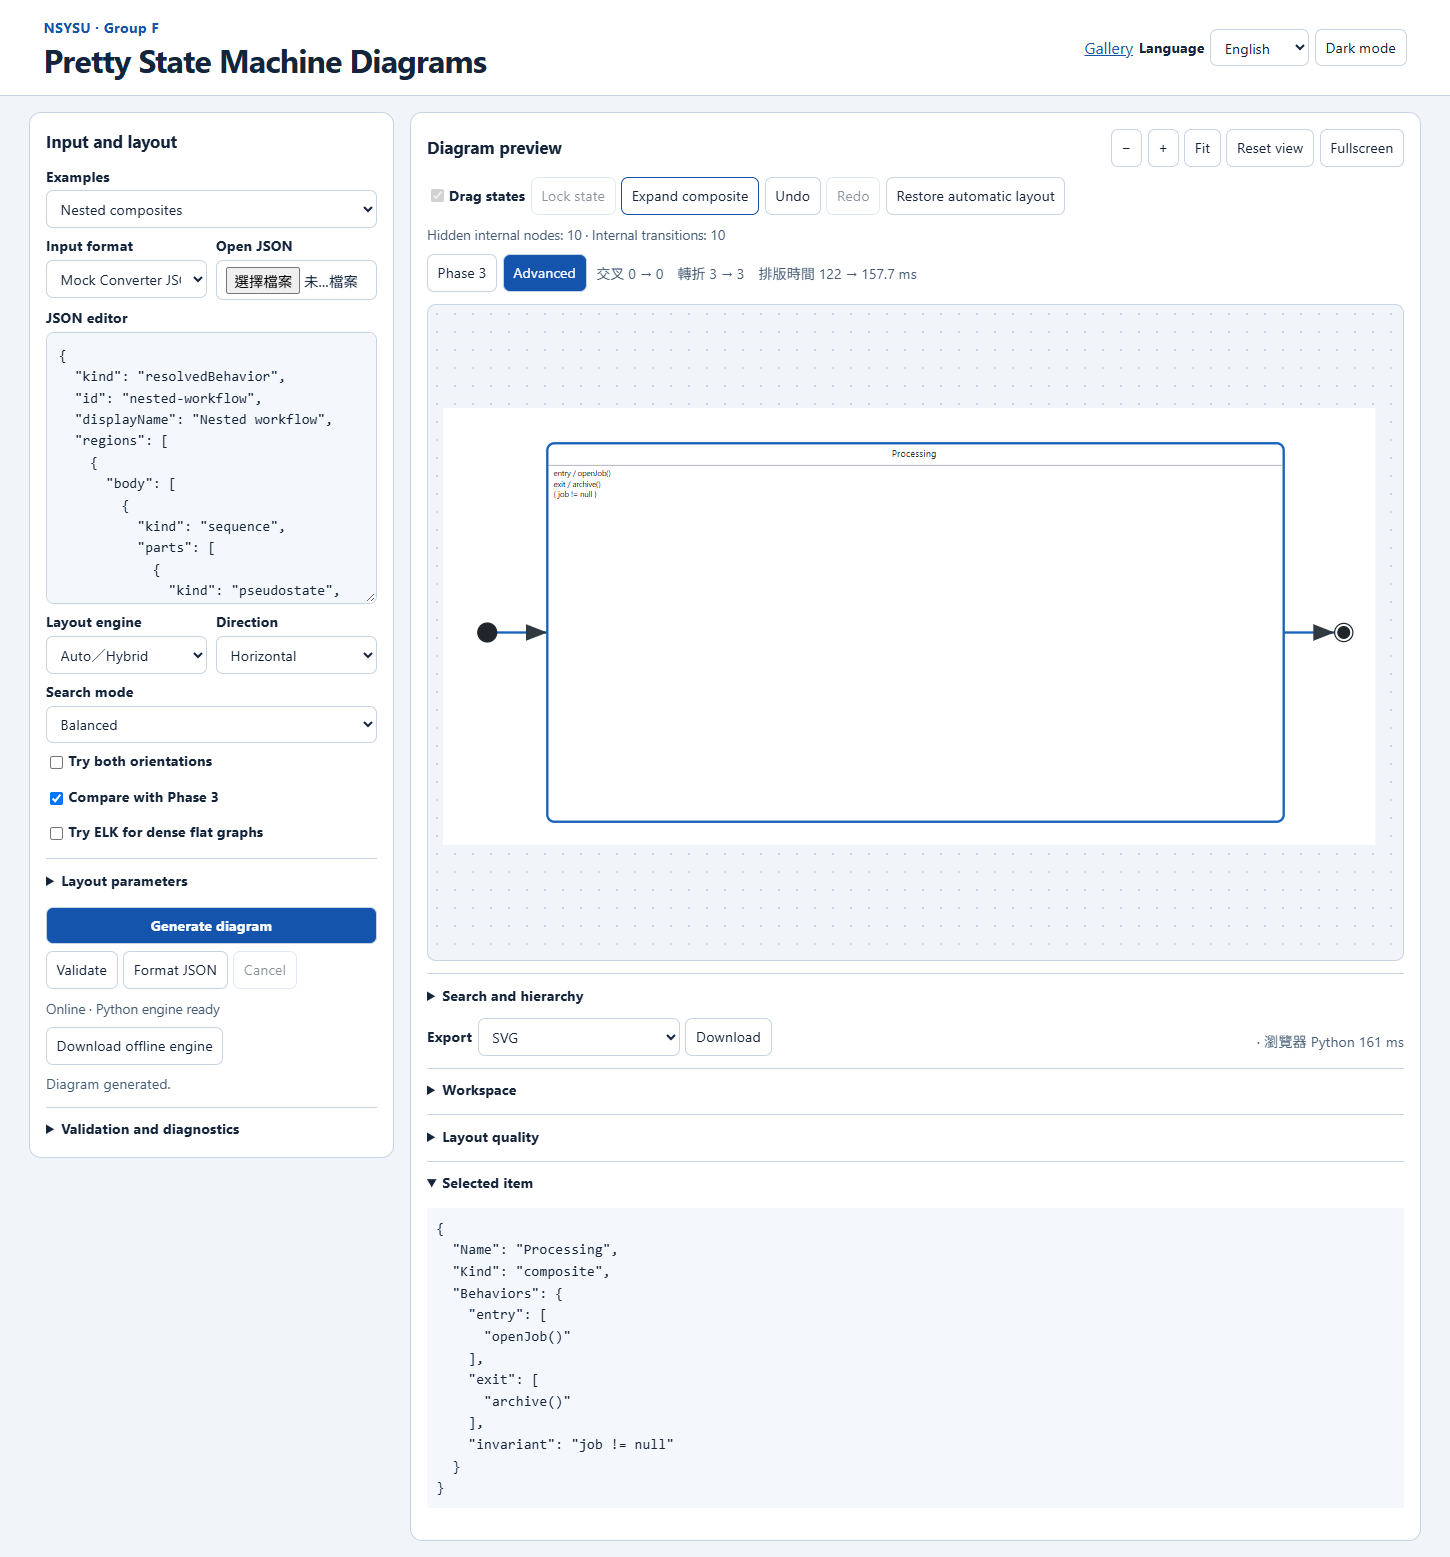 NSYSU · Group F
Pretty State Machine Diagrams
Gallery Language English Dark mode
Input and layout
Examples
Nested composites
Input format Open JSON
Mock Converter JS 選擇檔案 未...檔案
JSON editor
{
"kind": "resolvedBehavior",
"id": "nested-workflow",
"displayName": "Nested workflow",
"regions": [
{
"body": [
{
"kind": "sequence",
"parts": [
{
"kind": "pseudostate",
Layout engine Direction
Auto／Hybrid Horizontal
Search mode
Balanced
Try both orientations
Compare with Phase 3
Try ELK for dense flat graphs
Layout parameters
Generate diagram
Validate Format JSON Cancel
Online · Python engine ready
Download offline engine
Diagram generated.
Validation and diagnostics
Diagram preview
− + Fit Reset view Fullscreen
Drag states Lock state Expand composite Undo Redo Restore automatic layout
Hidden internal nodes: 10 · Internal transitions: 10
Phase 3 Advanced 交叉 0 → 0 轉折 3 → 3 排版時間 122 → 157.7 ms
Processing
entry / openJob()
exit / archive()
{ job != null }
Search and hierarchy
Export SVG Download
· 瀏覽器 Python 161 ms
Workspace
Layout quality
Selected item
{
"Name": "Processing",
"Kind": "composite",
"Behaviors": {
"entry": [
"openJob()"
],
"exit": [
"archive()"
],
"invariant": "job != null"
}
}